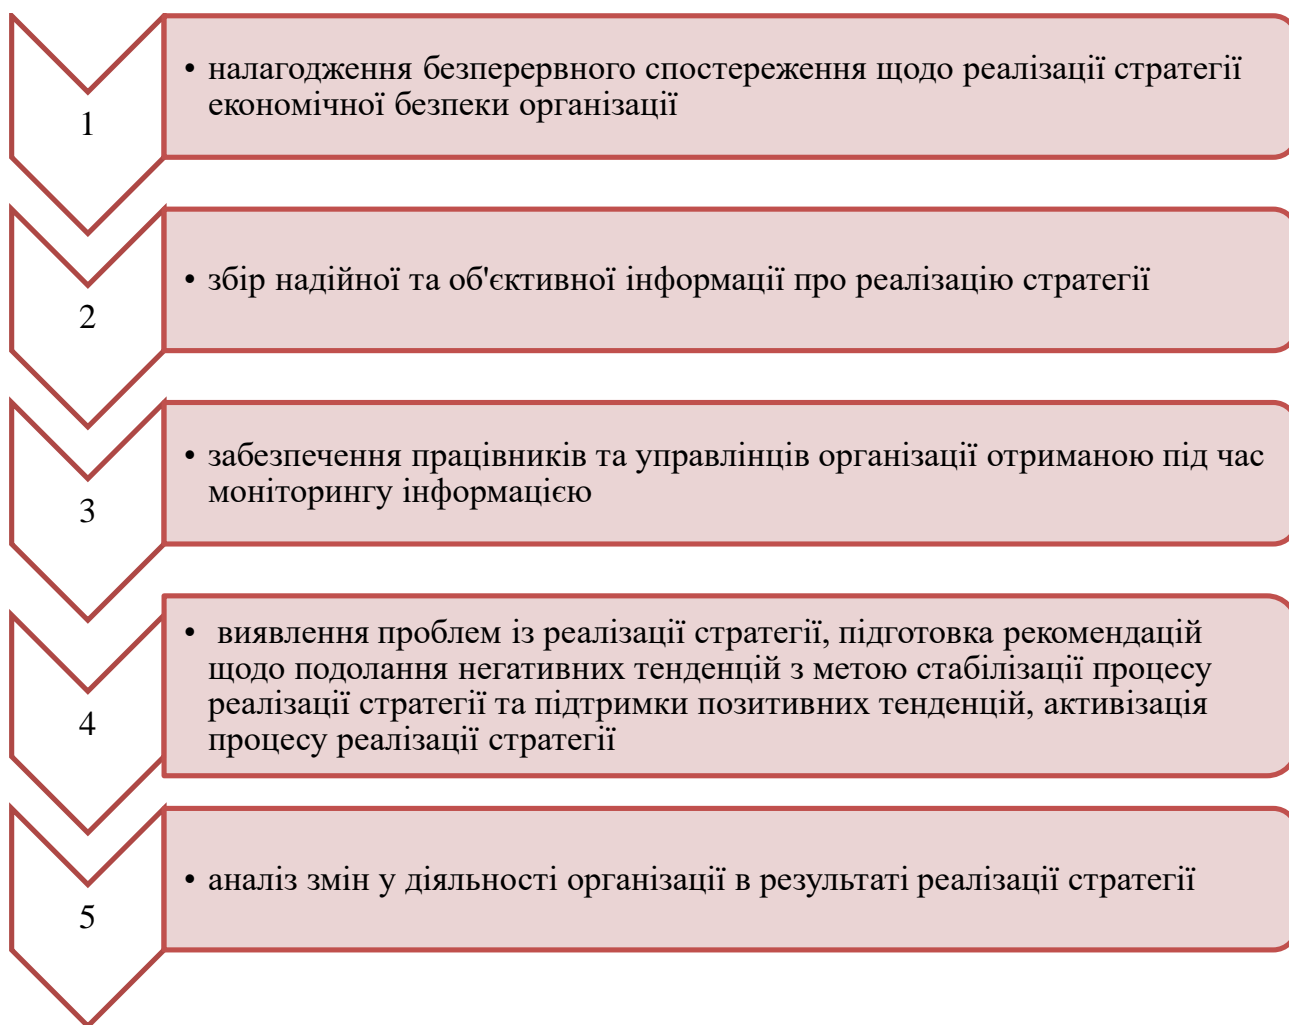 1
• налагодження безперервного спостереження щодо реалізації стратегії
економічної безпеки організації
2
• збір надійної та об'єктивної інформації про реалізацію стратегії
3
• забезпечення працівників та управлінців організації отриманою під час
моніторингу інформацією
4
• виявлення проблем із реалізації стратегії, підготовка рекомендацій
щодо подолання негативних тенденцій з метою стабілізації процесу
реалізації стратегії та підтримки позитивних тенденцій, активізація
процесу реалізації стратегії
5
• аналіз змін у діяльності організації в результаті реалізації стратегії